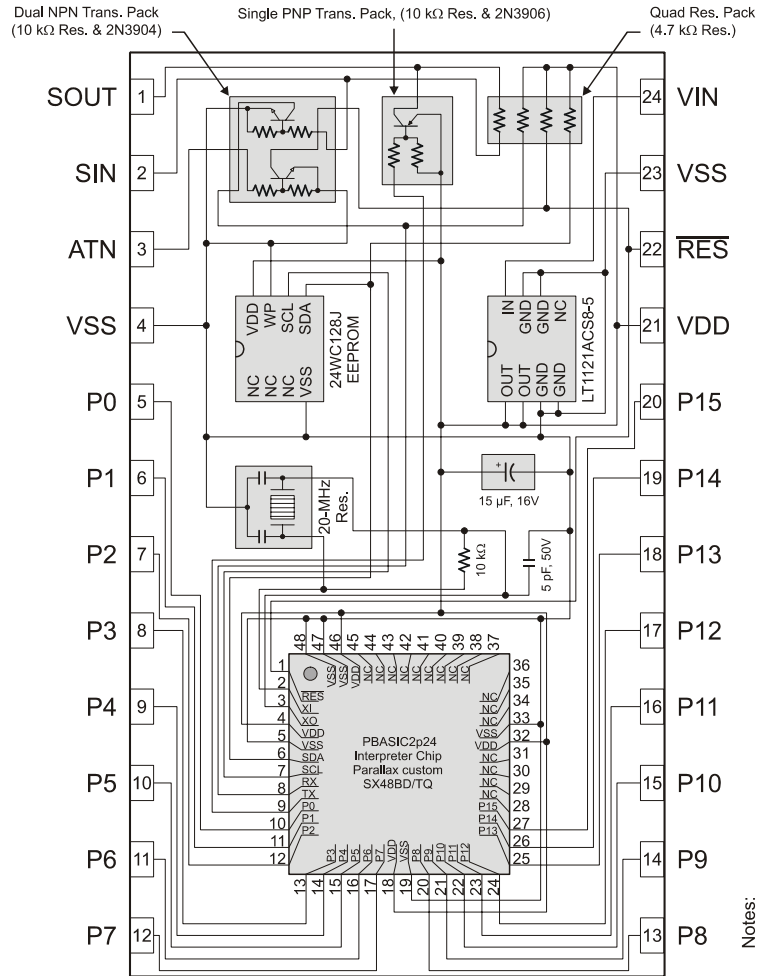 Dual NPN Trans. Pack
(10 kΩ Res. & 2N3904)
Single PNP Trans. Pack, (10 kΩ Res. & 2N3906)
Quad Res. Pack
(4.7 kΩ Res.)
SOUT 1
SIN 2
ATN 3
VSS 4
P0 5
P1 6
P2 7
P3 8
P4 9
P5 10
P6 11
P7 12
24 VIN
23 VSS
22 RES
21 VDD
20 P15
19 P14
18 P13
17 P12
16 P11
15 P10
14 P9
13 P8
VDD
WP
SCL
SDA
NC
NC
NC
VSS
24WC128J
EEPROM
IN
GND
GND
NC
OUT
OUT
GND
GND
LT1121ACS8-5
20-MHz
Res.
+
15 µF, 16V
10 kΩ
5 pF, 50V
48 47 46 45 44 43 42 41 40 39 38 37
VSS VSS VDD NC NC NC NC NC NC NC
1
2
3
4
5
6
7
8
9
10
11
12
RES
XI
XO
VDD
VSS
SDA
SCL
RX
TX
P0
P1
P2
PBASIC2p24
Interpreter Chip
Parallax custom
SX48BD/TQ
36
35
34
33
32
31
30
29
28
27
26
25
NC
NC
NC
VSS
VDD
NC
NC
NC
NC
P15
P14
P13
P3 P4 P5 P6 P7 VDD VSS P8 P9 P10 P11 P12
13 14 15 16 17 18 19 20 21 22 23 24
Notes: